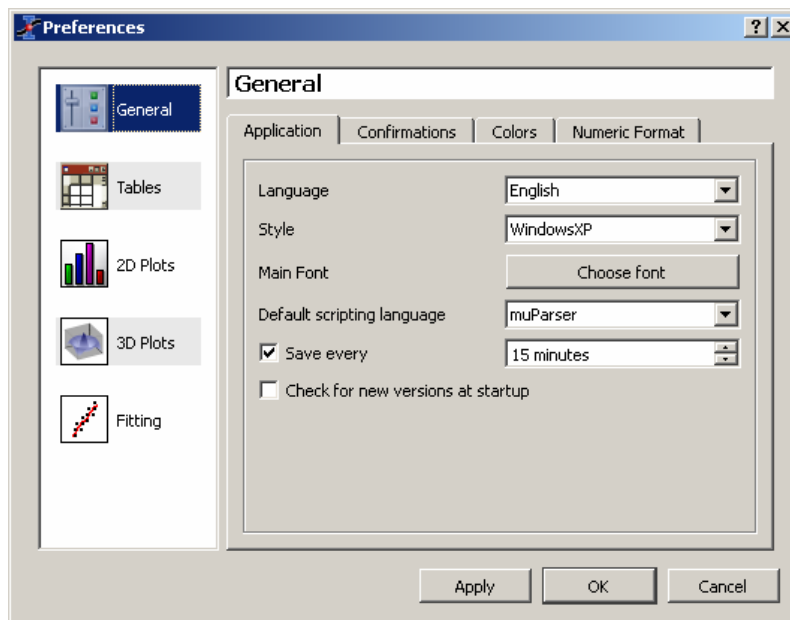 Preferences
General
Tables
2D Plots
3D Plots
Fitting
General
Application Confirmations Colors Numeric Format
Language English
Style WindowsXP
Main Font Choose font
Default scripting language muParser
Save every 15 minutes
Check for new versions at startup
Apply OK Cancel